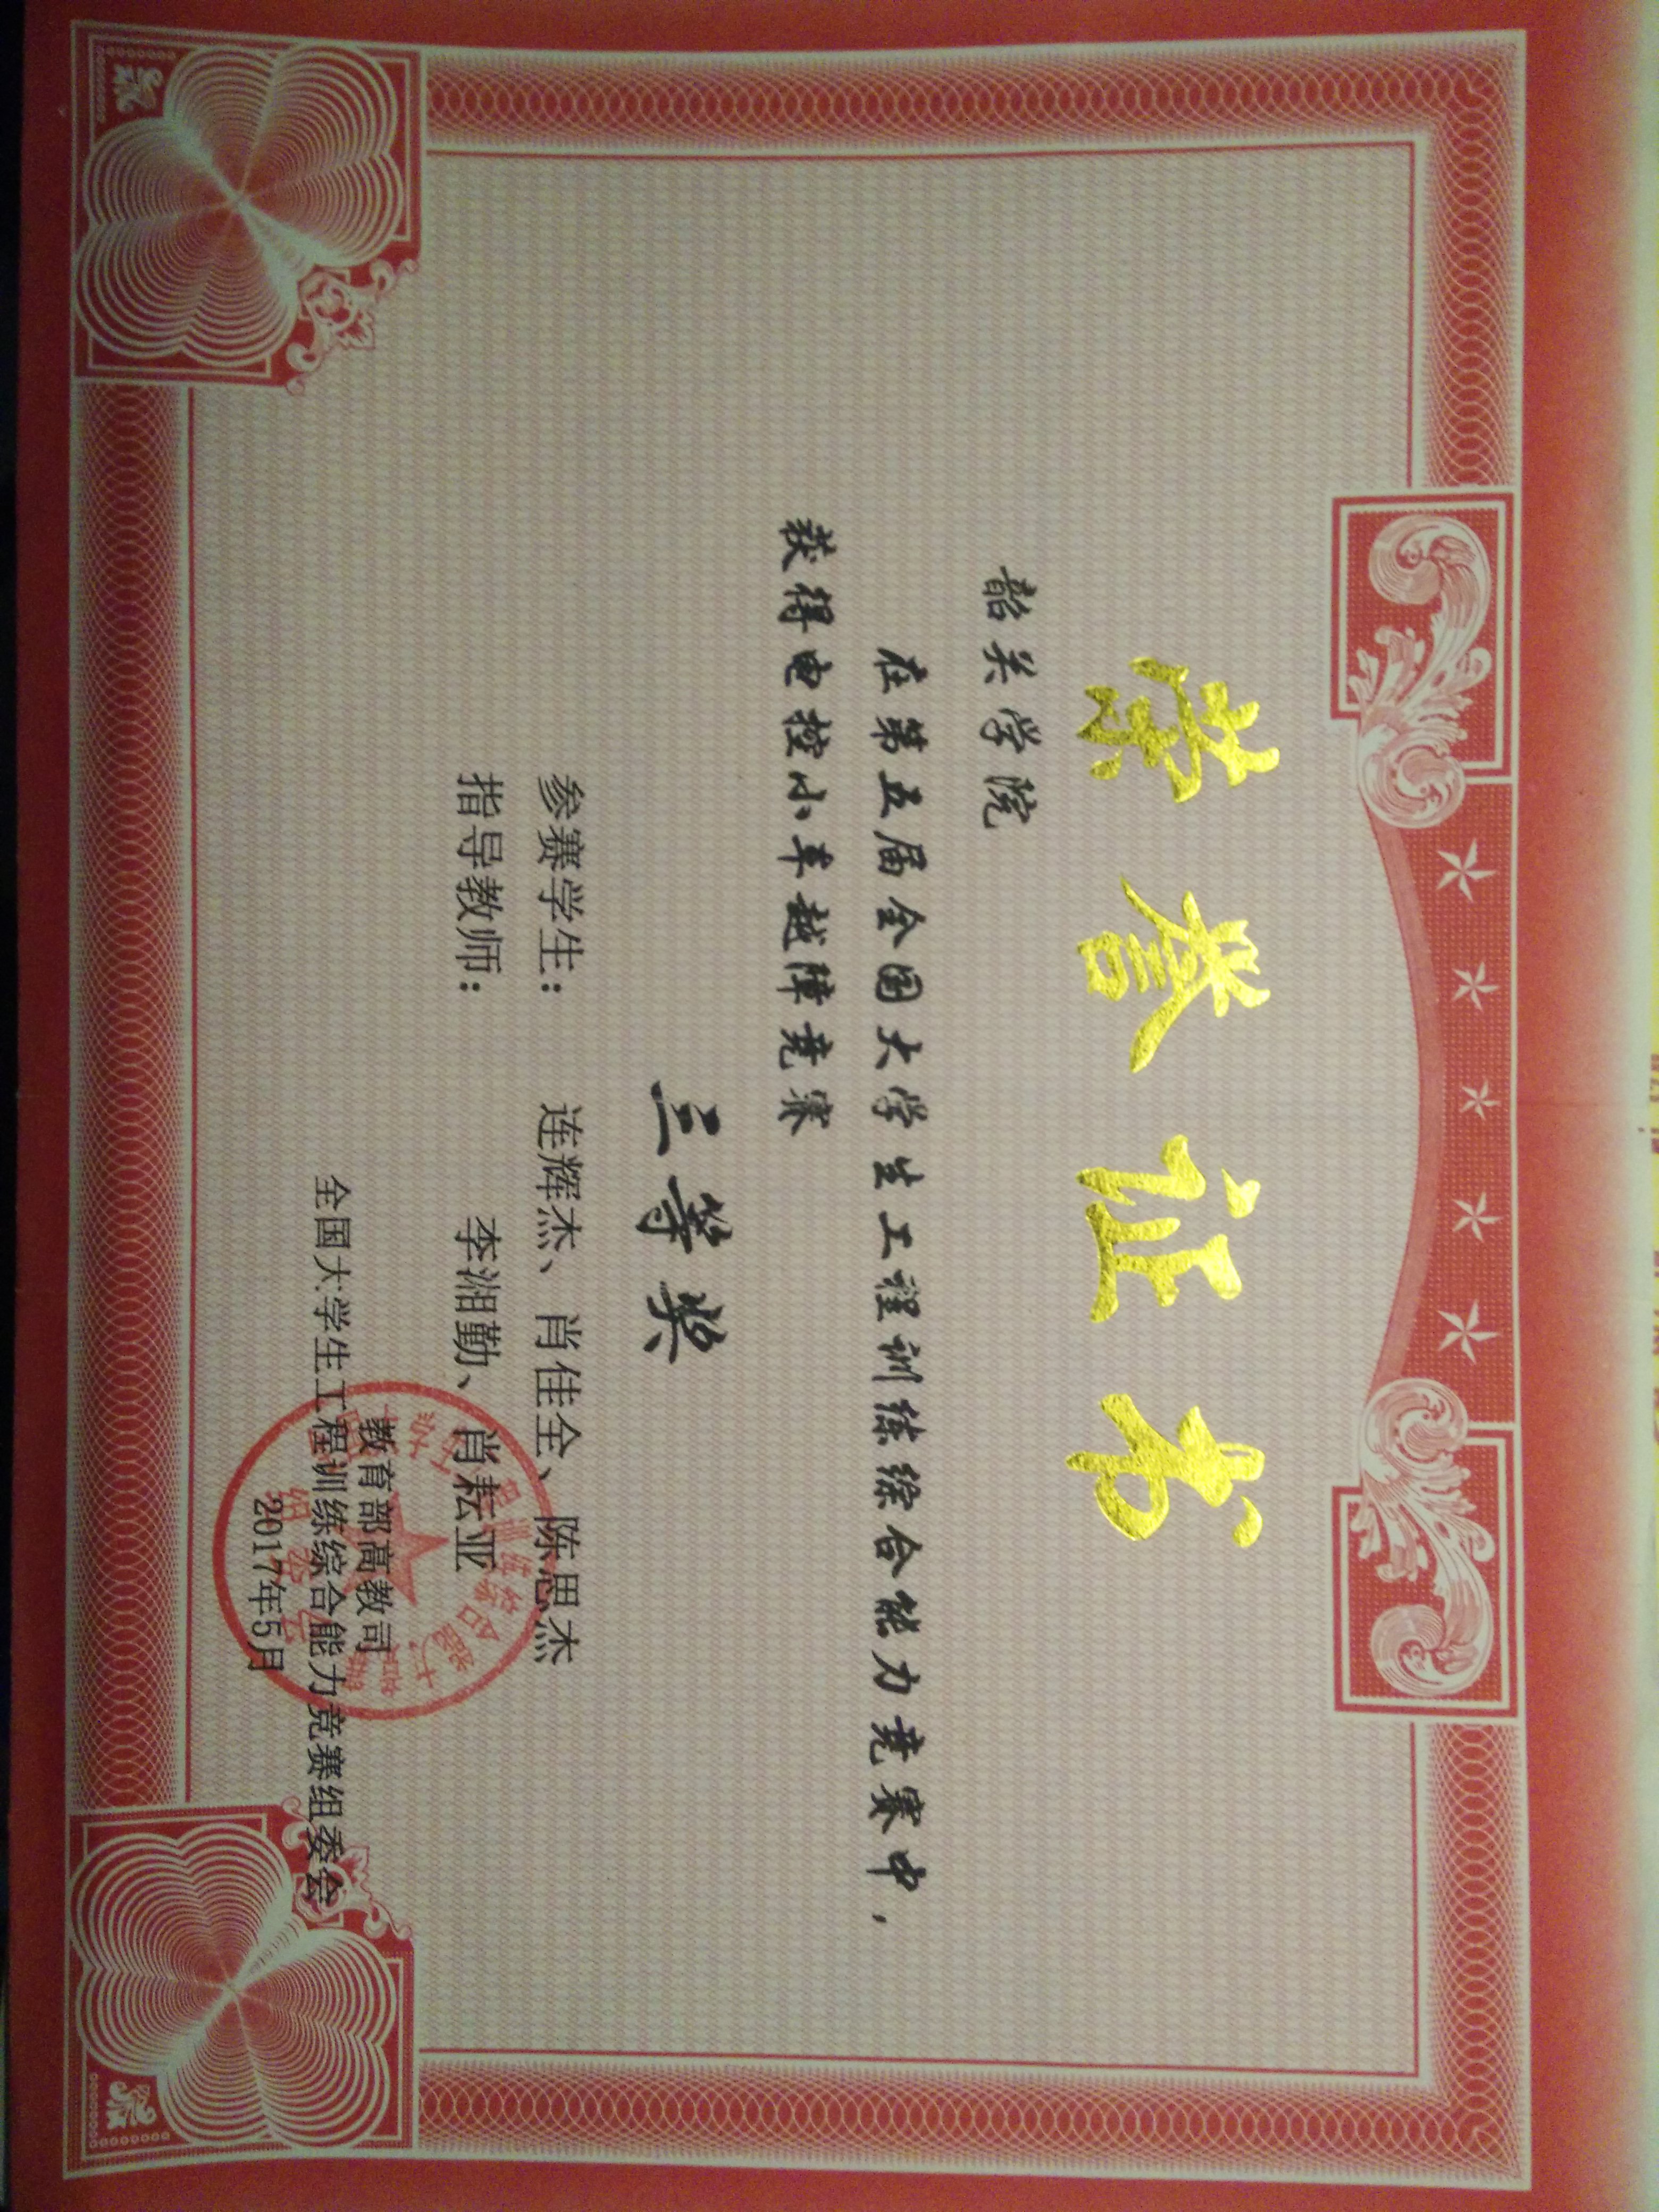 荣誉证书
韶关学院
在第五届全国大学生工程训练综合能力竞赛中，
获得电控小车越障竞赛
三等奖
参赛学生： 连辉杰、肖佳全、陈思杰
指导教师： 李湘勤、肖耘亚
教育部高教司
全国大学生工程训练综合能力竞赛组委会
2017年5月
大学生工程训练综合能力竞赛
组委会